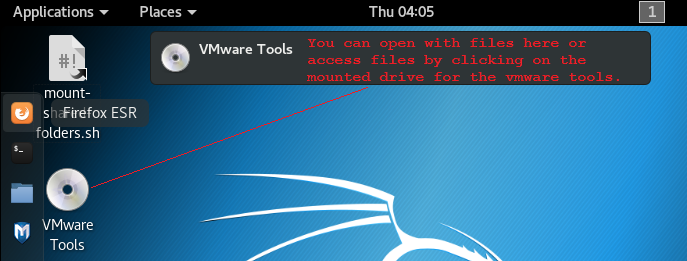 Applications Places Thu 04:05 1
VMware Tools
You can open with files here or
access files by clicking on the
mounted drive for the vmware tools.
#!
mount-
Firefox ESR
folders.sh
VMware
Tools